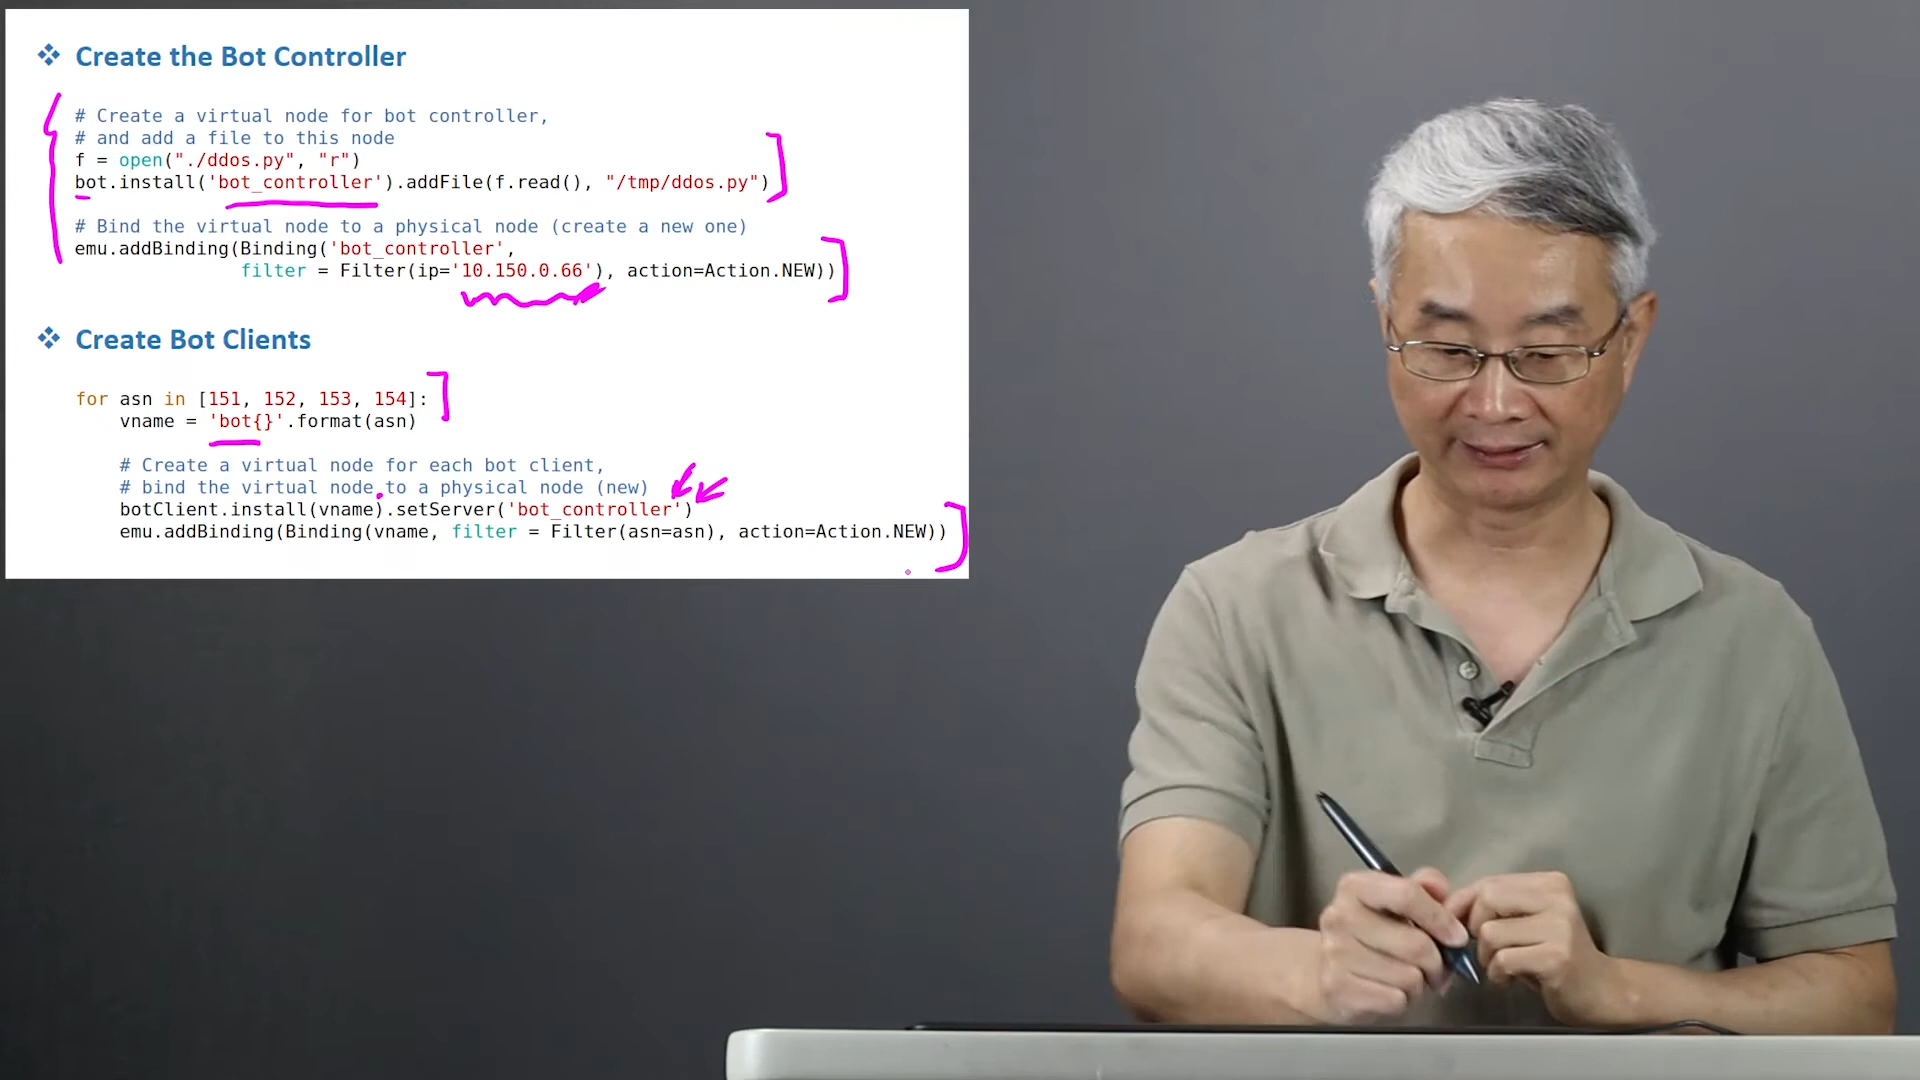 Create the Bot Controller
# Create a virtual node for bot controller,
# and add a file to this node
f = open("./ddos.py", "r")
bot.install('bot_controller').addFile(f.read(), "/tmp/ddos.py")
# Bind the virtual node to a physical node (create a new one)
emu.addBinding(Binding('bot_controller',
filter = Filter(ip='10.150.0.66'), action=Action.NEW))
Create Bot Clients
for asn in [151, 152, 153, 154]:
vname = 'bot{}'.format(asn)
# Create a virtual node for each bot client,
# bind the virtual node to a physical node (new)
botClient.install(vname).setServer('bot_controller')
emu.addBinding(Binding(vname, filter = Filter(asn=asn), action=Action.NEW))